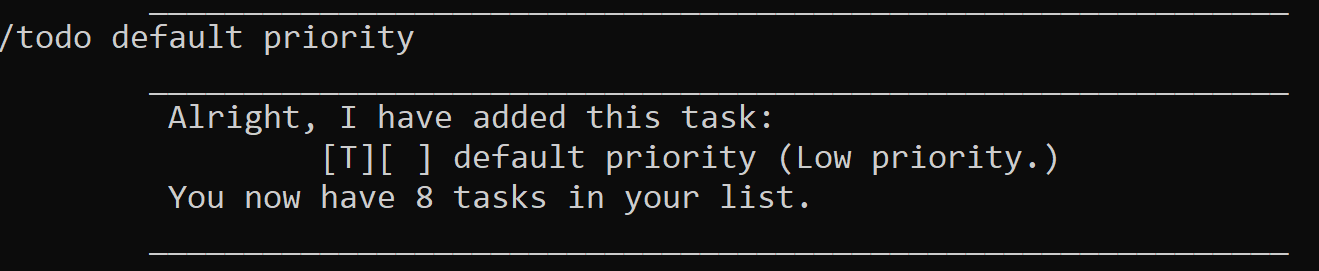 /todo default priority
Alright, I have added this task:
[T][ ] default priority (Low priority.)
You now have 8 tasks in your list.